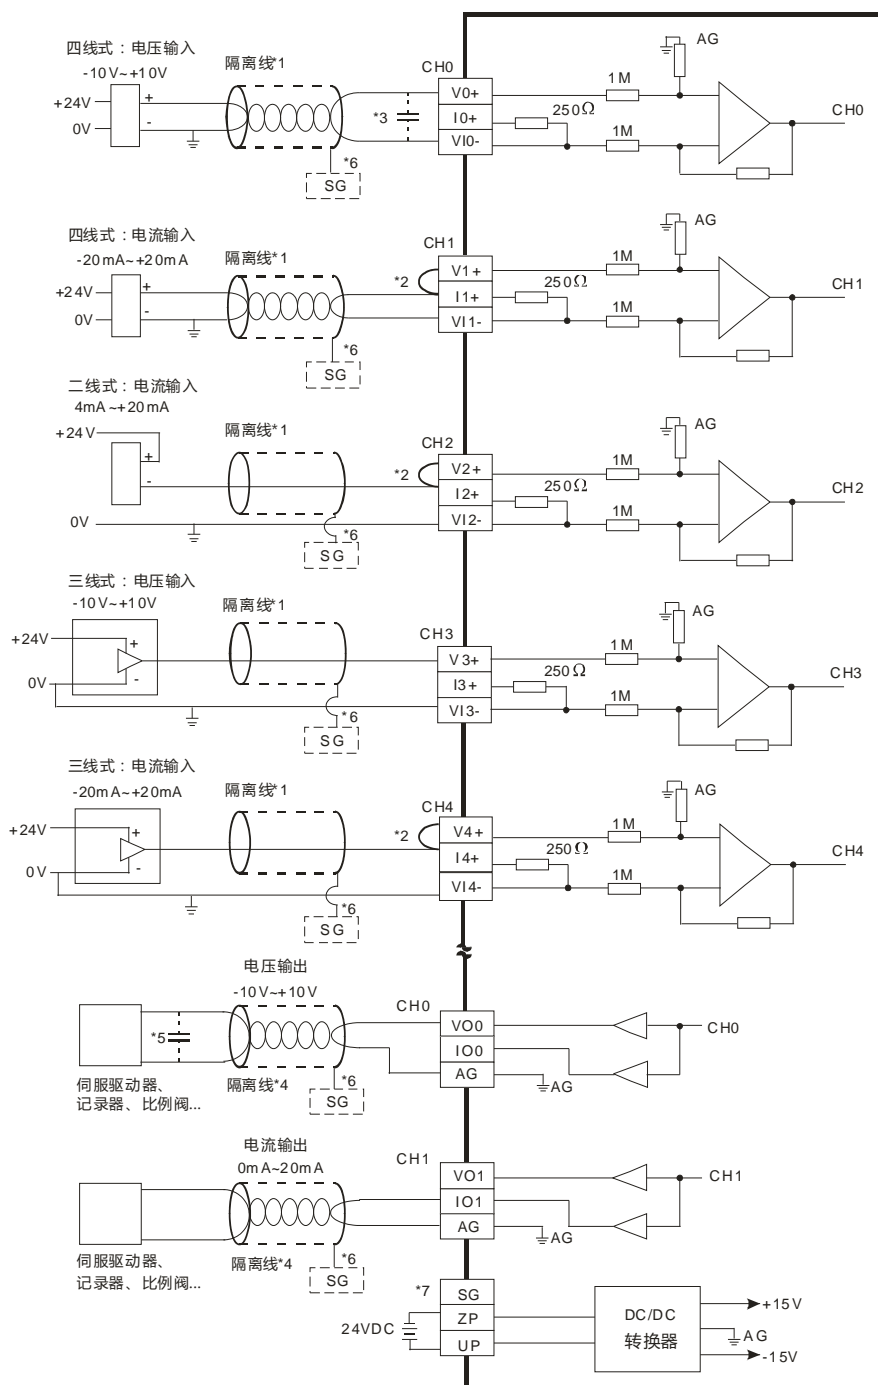 四线式：电压输入
-10V~+10V
隔离线*1
CH0
AG
+24V
+
0V
-
*3
V0+
I0+
VI0-
250Ω
1M
1M
CH0
*6
SG
四线式：电流输入
-20mA~+20mA
隔离线*1
CH1
AG
+24V
+
0V
-
*2
V1+
I1+
VI1-
250Ω
1M
1M
CH1
*6
SG
二线式：电流输入
4mA~+20mA
隔离线*1
CH2
AG
+24V
+
-
0V
*2
V2+
I2+
VI2-
250Ω
1M
1M
CH2
*6
SG
三线式：电压输入
-10V~+10V
隔离线*1
CH3
AG
+24V
+
0V
-
V3+
I3+
VI3-
250Ω
1M
1M
CH3
*6
SG
三线式：电流输入
-20mA~+20mA
隔离线*1
CH4
AG
+24V
+
0V
-
*2
V4+
I4+
VI4-
250Ω
1M
1M
CH4
*6
SG
电压输出
-10V~+10V
CH0
*5
VO0
IO0
AG
AG
CH0
伺服驱动器、
记录器、比例阀...
隔离线*4
*6
SG
电流输出
0mA~20mA
CH1
VO1
IO1
AG
AG
CH1
伺服驱动器、
记录器、比例阀...
隔离线*4
*6
SG
*7
SG
ZP
UP
24VDC
DC/DC
转换器
+15V
AG
-15V